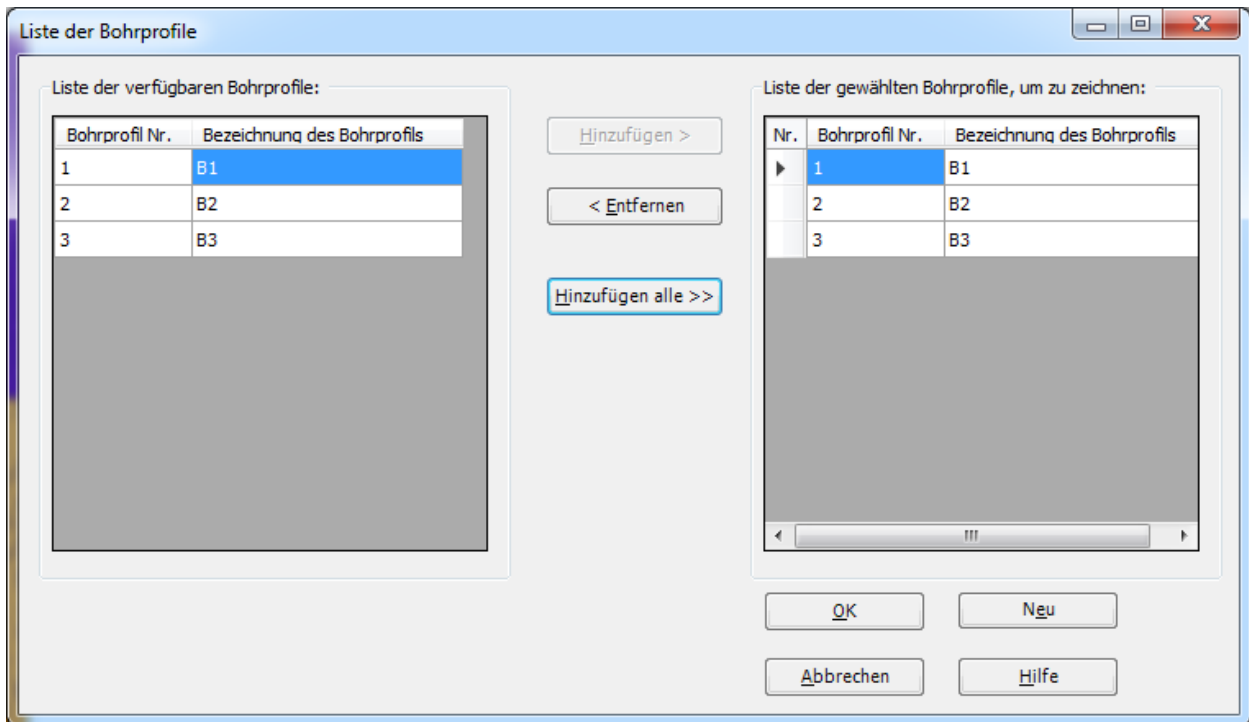 Liste der Bohrprofile
Liste der verfügbaren Bohrprofile:
Bohrprofil Nr. Bezeichnung des Bohrprofils
1 B1
2 B2
3 B3
Hinzufügen >
< Entfernen
Hinzufügen alle >>
Liste der gewählten Bohrprofile, um zu zeichnen:
Nr. Bohrprofil Nr. Bezeichnung des Bohrprofils
1 B1
2 B2
3 B3
OK Neu
Abbrechen Hilfe